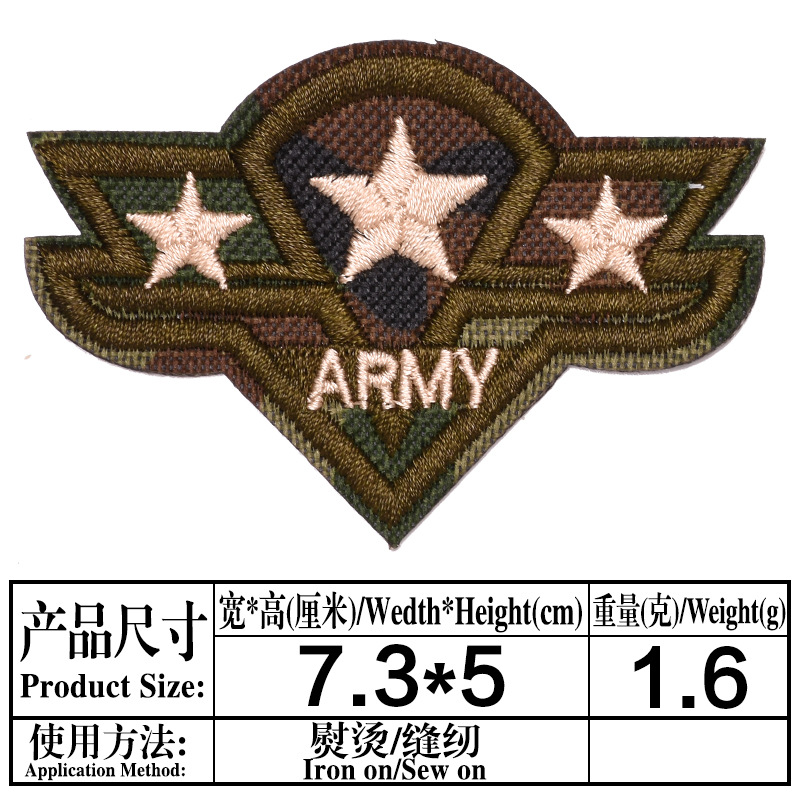 ARMY
产品尺寸
Product Size:
宽*高(厘米)/Wedth*Height(cm)
重量(克)/Weight(g)
7.3*5
1.6
使用方法:
Application Method:
熨烫/缝纫
Iron on/Sew on